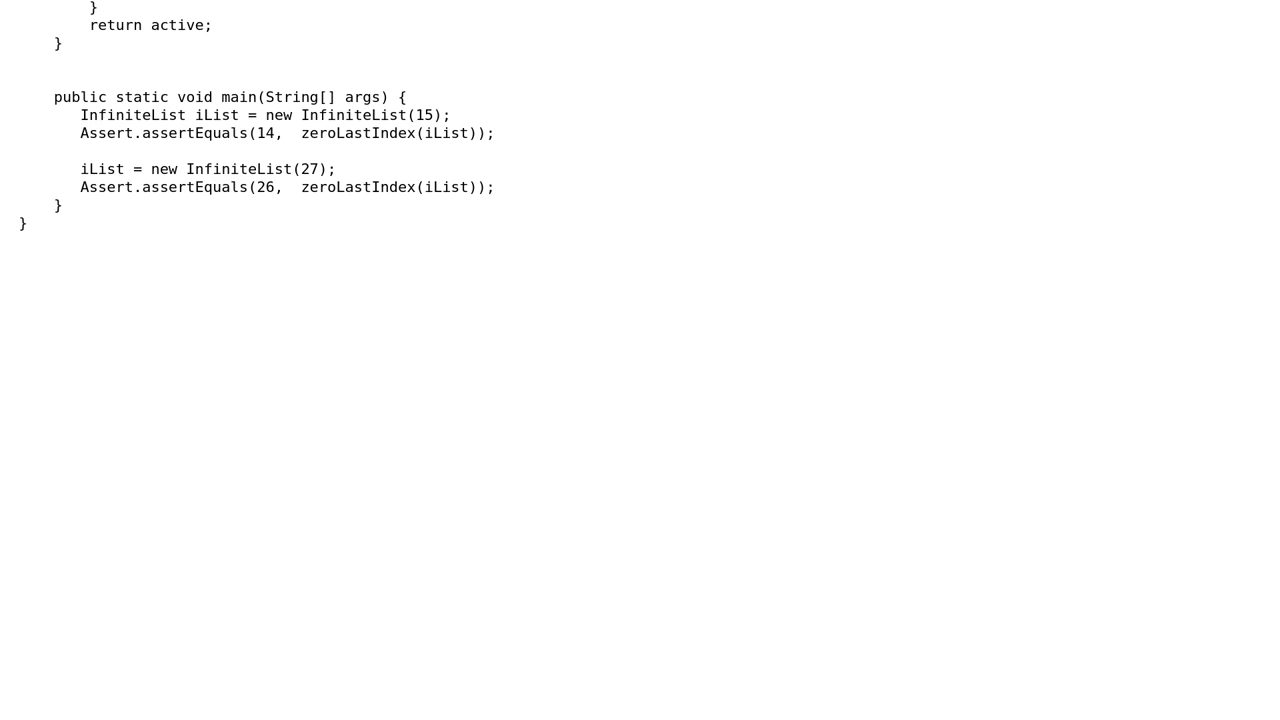 }
return active;
}
public static void main(String[] args) {
InfiniteList iList = new InfiniteList(15);
Assert.assertEquals(14,  zeroLastIndex(iList));
iList = new InfiniteList(27);
Assert.assertEquals(26,  zeroLastIndex(iList));
}
}